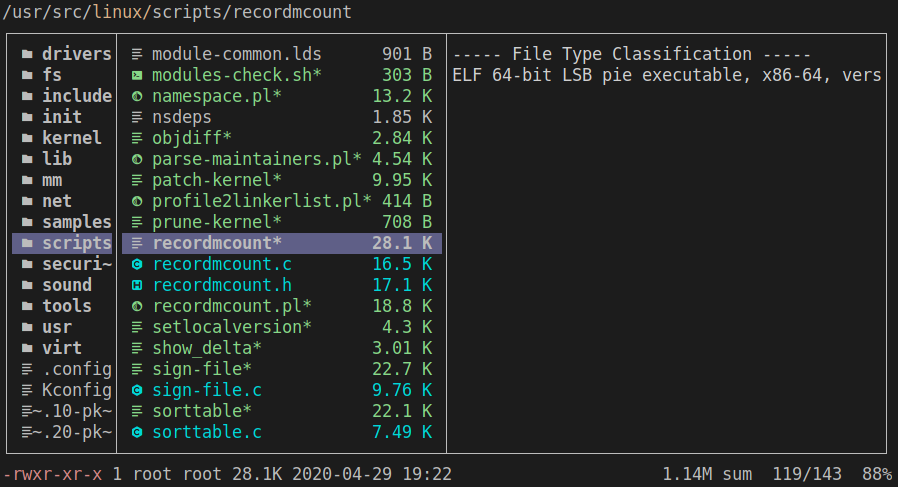 /usr/src/linux/scripts/recordmcount
drivers module-common.lds 901 B ----- File Type Classification -----
fs modules-check.sh* 303 B ELF 64-bit LSB pie executable, x86-64, vers
include namespace.pl* 13.2 K
init nsdeps 1.85 K
kernel objdiff* 2.84 K
lib parse-maintainers.pl* 4.54 K
mm patch-kernel* 9.95 K
net profile2linkerlist.pl* 414 B
samples prune-kernel* 708 B
scripts recordmcount* 28.1 K
securi~ recordmcount.c 16.5 K
sound recordmcount.h 17.1 K
tools recordmcount.pl* 18.8 K
usr setlocalversion* 4.3 K
virt show_delta* 3.01 K
.config sign-file* 22.7 K
Kconfig sign-file.c 9.76 K
~.10-pk~ sorttable* 22.1 K
~.20-pk~ sorttable.c 7.49 K
-rwxr-xr-x 1 root root 28.1K 2020-04-29 19:22 1.14M sum 119/143 88%